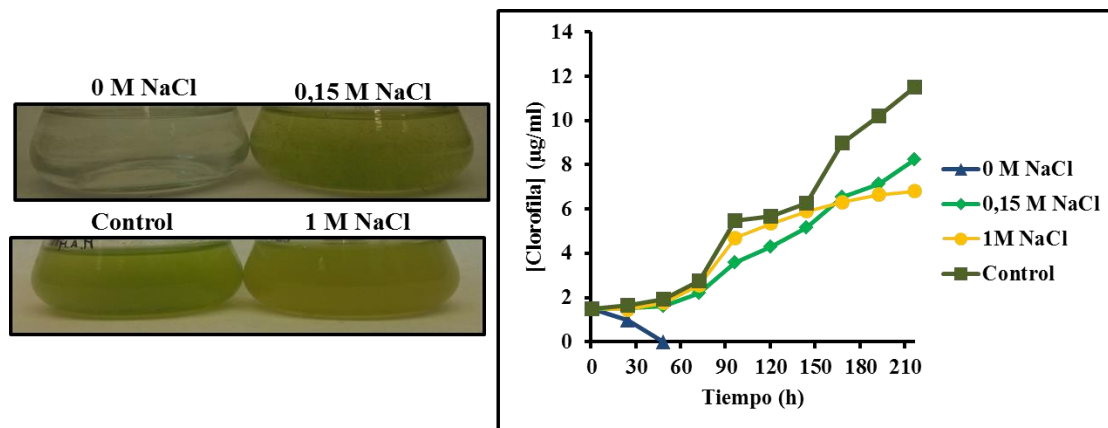 0 M NaCl
0,15 M NaCl
Control
1 M NaCl
[Clorofila] (µg/ml)
14
12
10
8
6
4
2
0
0 30 60 90 120 150 180 210
Tiempo (h)
0 M NaCl
0,15 M NaCl
1M NaCl
Control